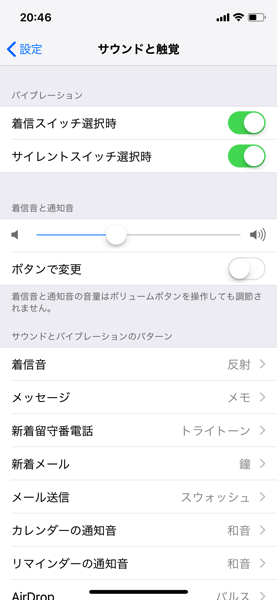 20:46
設定
サウンドと触覚
バイブレーション
着信スイッチ選択時
サイレントスイッチ選択時
着信音と通知音
ボタンで変更
着信音と通知音の音量はボリュームボタンを操作しても調節さ
れません。
サウンドとバイブレーションのパターン
着信音 反射
メッセージ メモ
新着留守番電話 トライトーン
新着メール 鐘
メール送信 スウォッシュ
カレンダーの通知音 和音
リマインダーの通知音 和音
AirDrop パルス